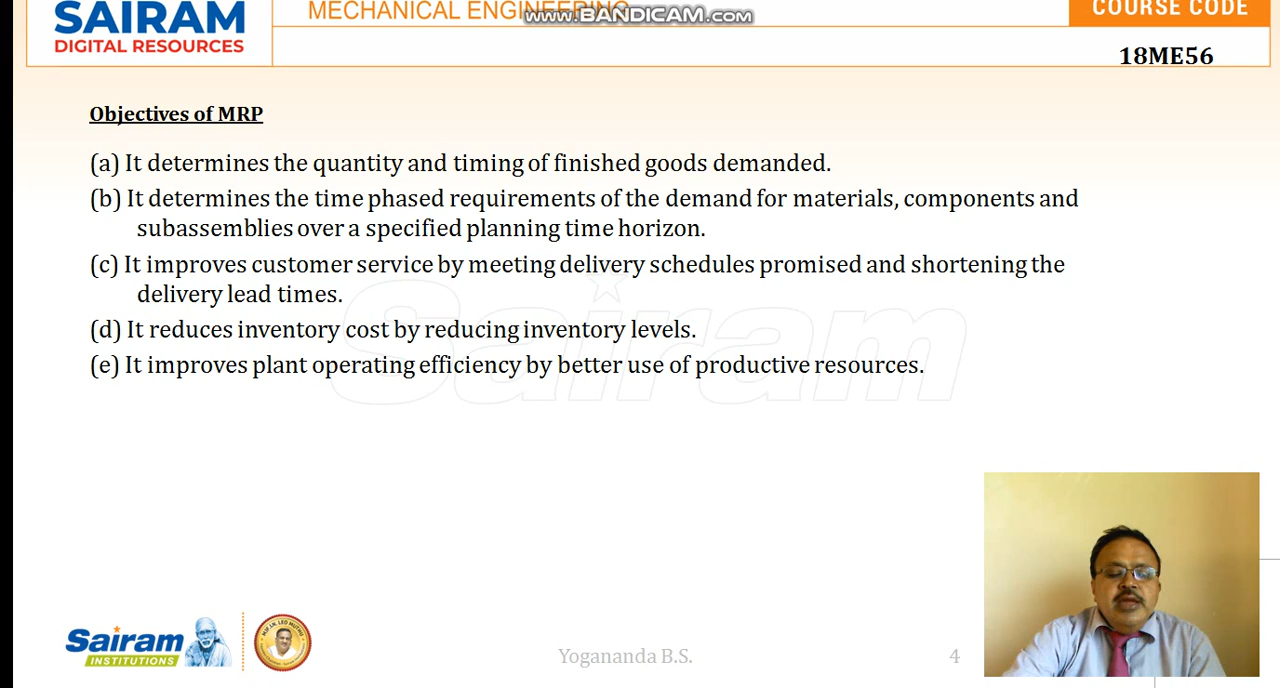 SAIRAM
DIGITAL RESOURCES
MECHANICAL ENGINEERING
www.BANDICAM.com
COURSE CODE
18ME56
Objectives of MRP
(a) It determines the quantity and timing of finished goods demanded.
(b) It determines the time phased requirements of the demand for materials, components and
subassemblies over a specified planning time horizon.
(c) It improves customer service by meeting delivery schedules promised and shortening the
delivery lead times.
(d) It reduces inventory cost by reducing inventory levels.
(e) It improves plant operating efficiency by better use of productive resources.
Sairam
Sairam
INSTITUTIONS
Yogananda B.S.
4